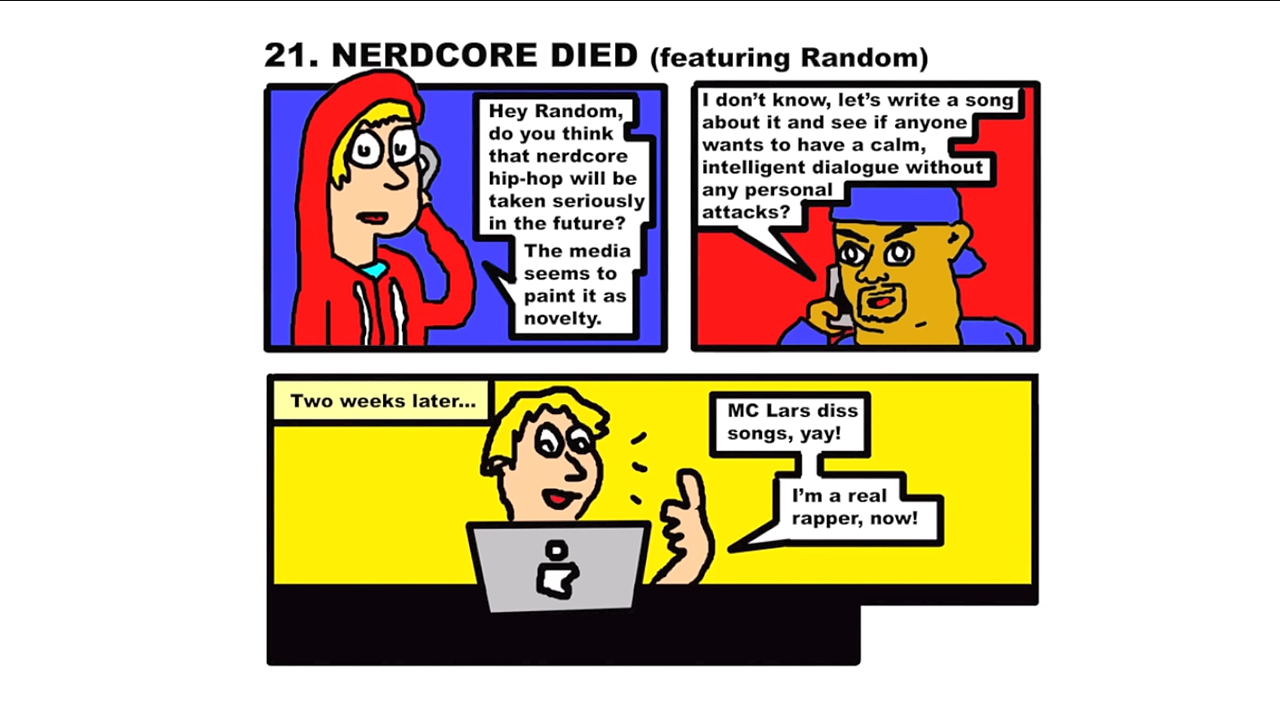 21. NERDCORE DIED (featuring Random)
Hey Random,
do you think
that nerdcore
hip-hop will be
taken seriously
in the future?
The media
seems to
paint it as
novelty.
I don't know, let's write a song
about it and see if anyone
wants to have a calm,
intelligent dialogue without
any personal
attacks?
Two weeks later...
MC Lars diss
songs, yay!
I'm a real
rapper, now!